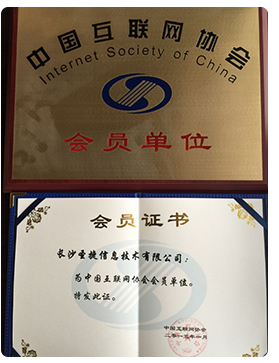 中国互联网协会
Internet Society of China
会员单位
会员证书
长沙圣捷信息技术有限公司：
为中国互联网协会会员单位。
特发此证。
中国互联网协会